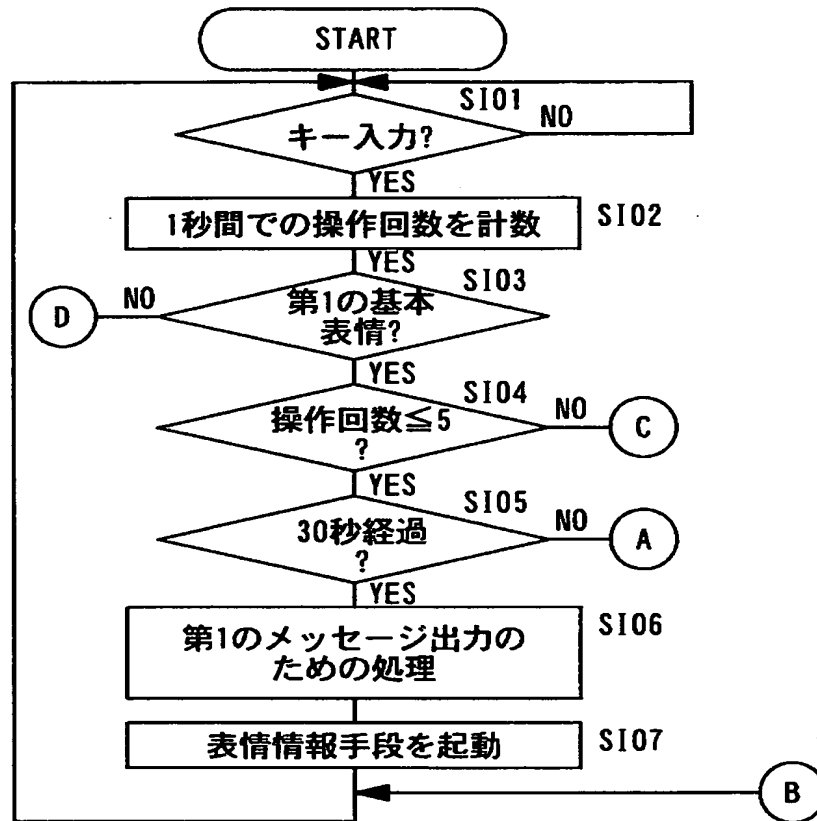 START
SI01
キー入力?
NO
YES
1秒間での操作回数を計数
SI02
YES
SI03
D
NO
第1の基本
表情?
YES
SI04
操作回数≦5
?
NO
C
YES
SI05
30秒経過
?
NO
A
YES
第1のメッセージ出力の
ための処理
SI06
表情情報手段を起動
SI07
B